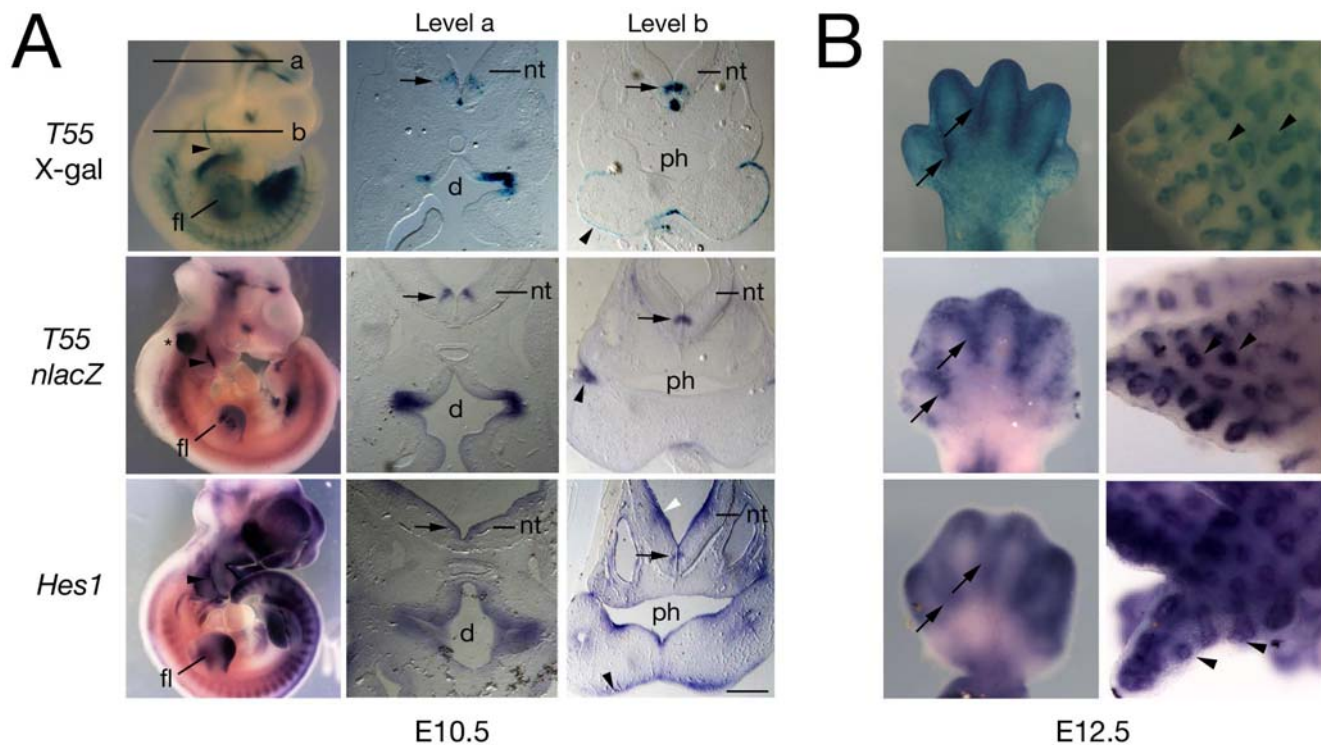 A
Level a
Level b
B
T55
X-gal
a
b
fl
nt
d
nt
ph
T55
nlacZ
*
fl
nt
d
nt
ph
Hes1
fl
nt
d
nt
ph
E10.5
E12.5